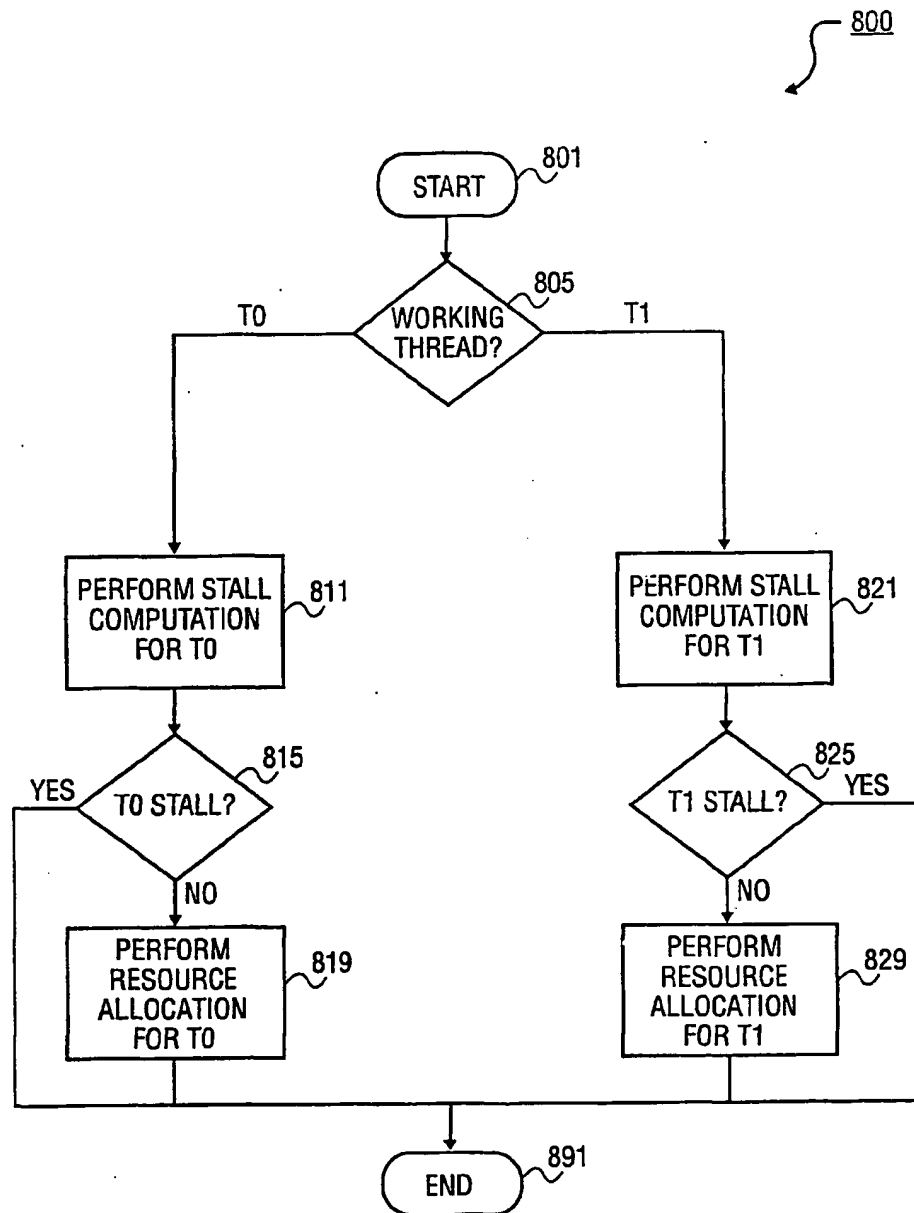 800
START
801
WORKING
THREAD?
805
T0
T1
PERFORM STALL
COMPUTATION
FOR T0
811
PERFORM STALL
COMPUTATION
FOR T1
821
T0 STALL?
815
YES
NO
T1 STALL?
825
YES
NO
PERFORM
RESOURCE
ALLOCATION
FOR T0
819
PERFORM
RESOURCE
ALLOCATION
FOR T1
829
END
891